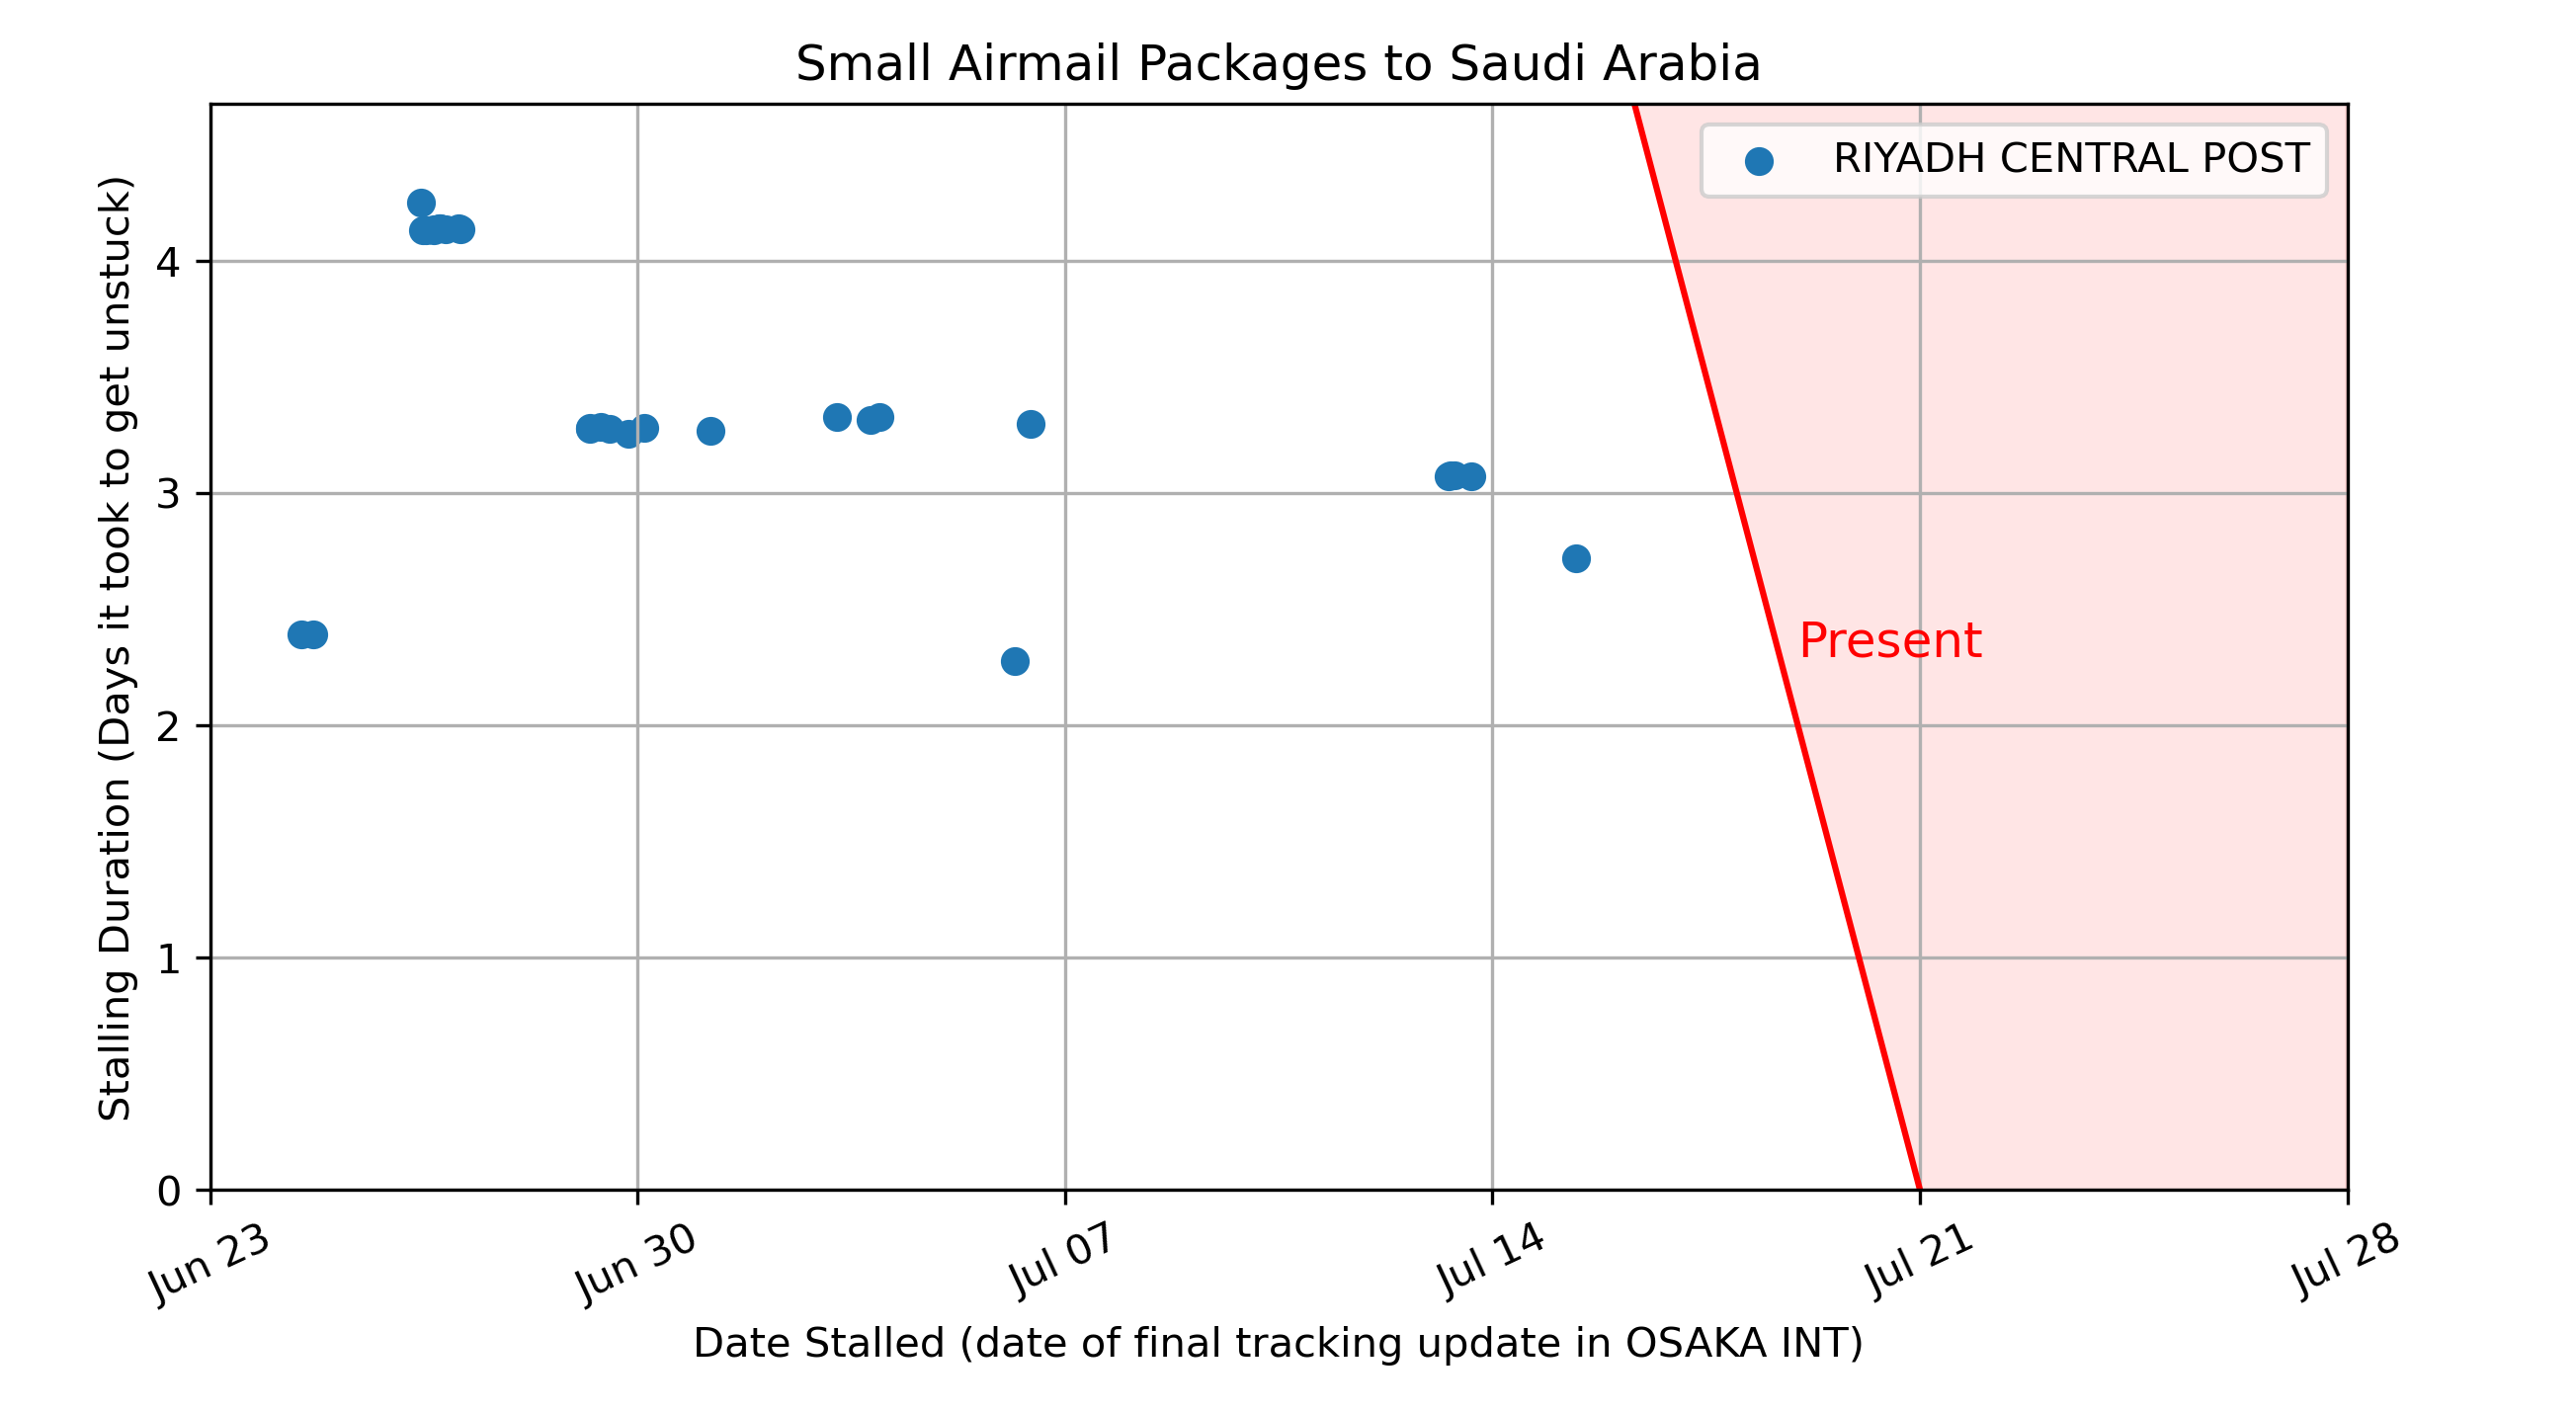 Small Airmail Packages to Saudi Arabia
RIYADH CENTRAL POST
Stalling Duration (Days it took to get unstuck)
4
3
2
1
0
Present
Jun 23
Jun 30
Jul 07
Jul 14
Jul 21
Jul 28
Date Stalled (date of final tracking update in OSAKA INT)